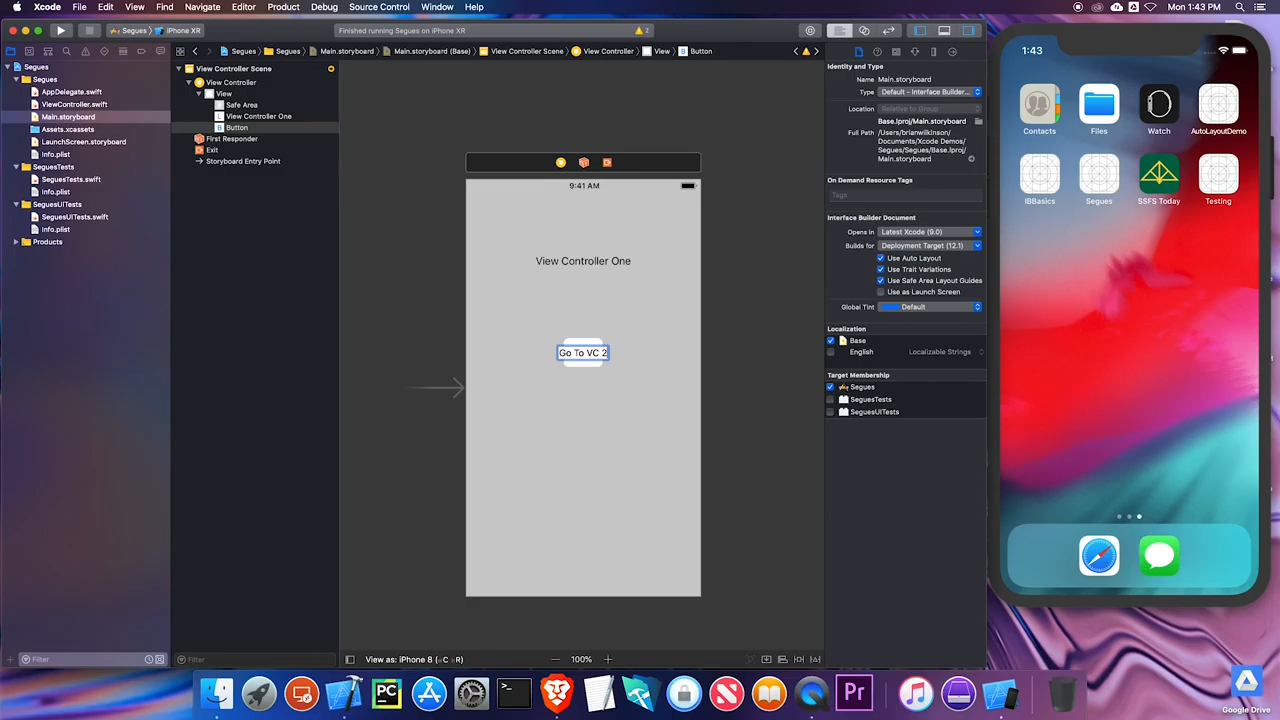 Xcode File Edit View Find Navigate Editor Product Debug Source Control Window Help
Mon 1:43 PM
Segues iPhone XR
Finished running Segues on iPhone XR
2
Segues Segues Main.storyboard Main.storyboard (Base) View Controller Scene View Controller View Button
Segues
Segues
AppDelegate.swift
ViewController.swift
Main.storyboard
Assets.xcassets
LaunchScreen.storyboard
Info.plist
SeguesTests
SeguesTests.swift
Info.plist
SeguesUITests
SeguesUITests.swift
Info.plist
Products
Filter
View Controller Scene
View Controller
View
Safe Area
L View Controller One
B Button
First Responder
Exit
Storyboard Entry Point
Filter
9:41 AM
View Controller One
Go To VC 2
View as: iPhone 8 (wC hR)
100%
Identity and Type
Name Main.storyboard
Type Default - Interface Builder...
Location Relative to Group
Base.lproj/Main.storyboard
Full Path /Users/brianwilkinson/
Documents/Xcode Demos/
Segues/Segues/Base.lproj/
Main.storyboard
On Demand Resource Tags
Tags
Interface Builder Document
Opens in Latest Xcode (9.0)
Builds for Deployment Target (12.1)
Use Auto Layout
Use Trait Variations
Use Safe Area Layout Guides
Use as Launch Screen
Global Tint Default
Localization
Base
English Localizable Strings
Target Membership
Segues
SeguesTests
SeguesUITests
1:43
Contacts Files Watch AutoLayoutDemo
IBBasics Segues SSFS Today Testing
PC
Pr
Google Drive